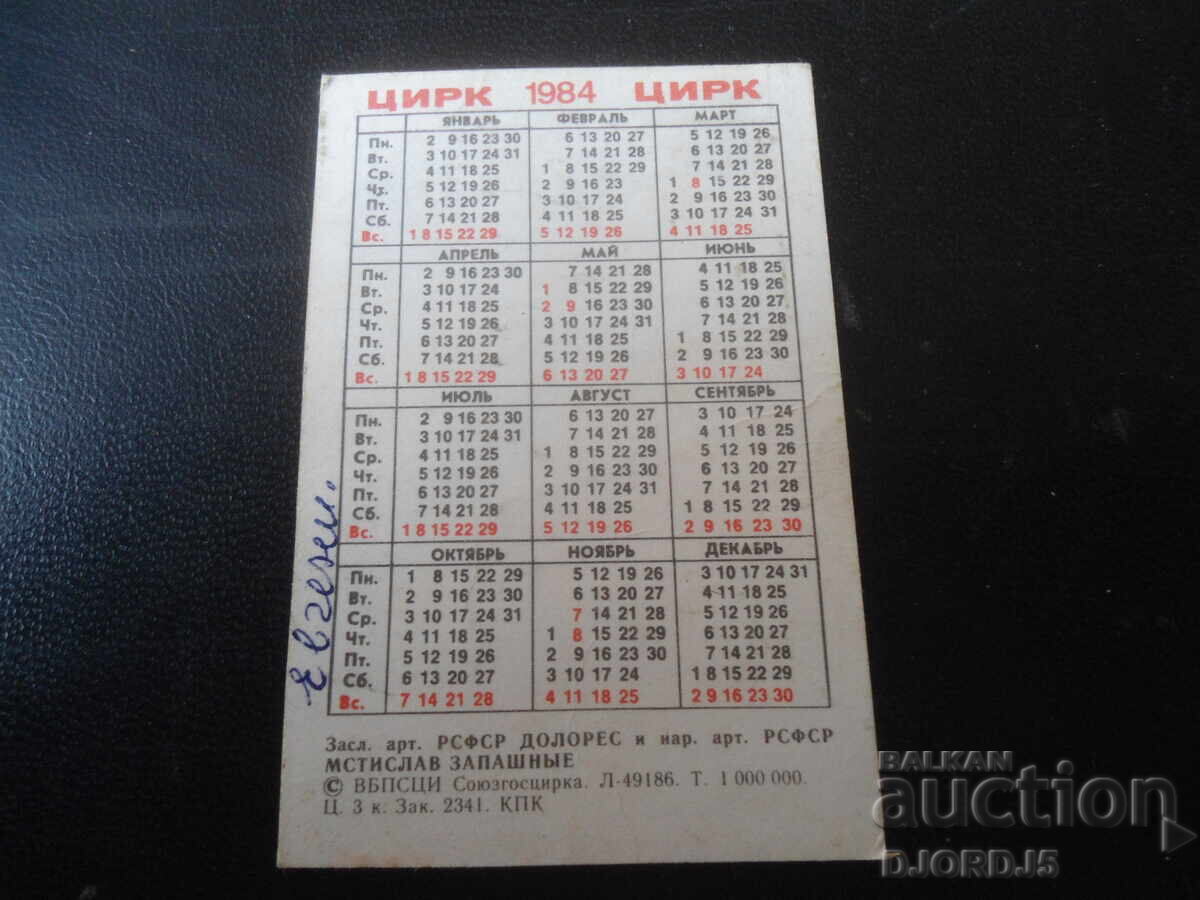 ЦИРК 1984 ЦИРК
ЯНВАРЬ ФЕВРАЛЬ МАРТ
Пн. 2 9 16 23 30 6 13 20 27 5 12 19 26
Вт. 3 10 17 24 31 7 14 21 28 6 13 20 27
Ср. 4 11 18 25 1 8 15 22 29 7 14 21 28
Чт. 5 12 19 26 2 9 16 23 1 8 15 22 29
Пт. 6 13 20 27 3 10 17 24 2 9 16 23 30
Сб. 7 14 21 28 4 11 18 25 3 10 17 24 31
Вс. 1 8 15 22 29 5 12 19 26 4 11 18 25
АПРЕЛЬ МАЙ ИЮНЬ
Пн. 2 9 16 23 30 7 14 21 28 4 11 18 25
Вт. 3 10 17 24 1 8 15 22 29 5 12 19 26
Ср. 4 11 18 25 2 9 16 23 30 6 13 20 27
Чт. 5 12 19 26 3 10 17 24 31 7 14 21 28
Пт. 6 13 20 27 4 11 18 25 1 8 15 22 29
Сб. 7 14 21 28 5 12 19 26 2 9 16 23 30
Вс. 1 8 15 22 29 6 13 20 27 3 10 17 24
ИЮЛЬ АВГУСТ СЕНТЯБРЬ
Пн. 2 9 16 23 30 6 13 20 27 3 10 17 24
Вт. 3 10 17 24 31 7 14 21 28 4 11 18 25
Ср. 4 11 18 25 1 8 15 22 29 5 12 19 26
Чт. 5 12 19 26 2 9 16 23 30 6 13 20 27
Пт. 6 13 20 27 3 10 17 24 31 7 14 21 28
Сб. 7 14 21 28 4 11 18 25 1 8 15 22 29
Вс. 1 8 15 22 29 5 12 19 26 2 9 16 23 30
ОКТЯБРЬ НОЯБРЬ ДЕКАБРЬ
Пн. 1 8 15 22 29 5 12 19 26 3 10 17 24 31
Вт. 2 9 16 23 30 6 13 20 27 4 11 18 25
Ср. 3 10 17 24 31 7 14 21 28 5 12 19 26
Чт. 4 11 18 25 1 8 15 22 29 6 13 20 27
Пт. 5 12 19 26 2 9 16 23 30 7 14 21 28
Сб. 6 13 20 27 3 10 17 24 1 8 15 22 29
Вс. 7 14 21 28 4 11 18 25 2 9 16 23 30
Засл. арт. РСФСР ДОЛОРЕС и нар. арт. РСФСР
МСТИСЛАВ ЗАПАШНЫЕ
© ВБПСЦИ Союзгосцирка. Л-49186. Т. 1 000 000.
Ц. 3 к. Зак. 2341. КПК
Евгени.
BALKAN
auction
DJORDJ5